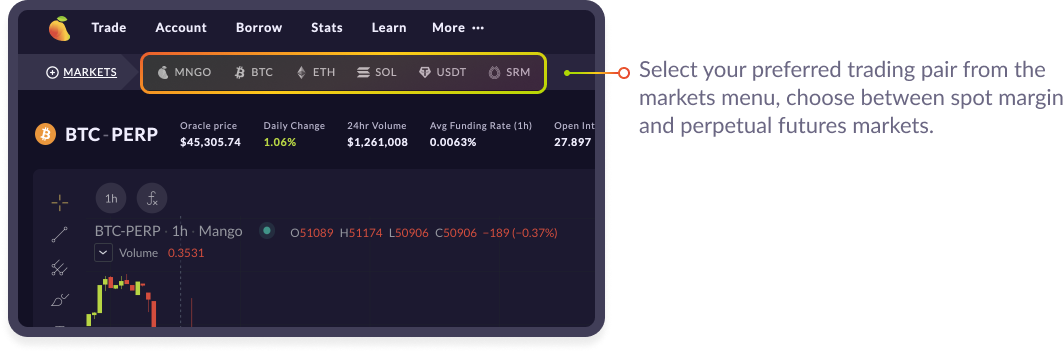 Trade Account Borrow Stats Learn More ···
MARKETS MNGO BTC ETH SOL USDT SRM
Select your preferred trading pair from the
markets menu, choose between spot margin
and perpetual futures markets.
BTC-PERP
Oracle price Daily Change 24hr Volume Avg Funding Rate (1h) Open Int
$45,305.74 1.06% $1,261,008 0.0063% 27.897
1h fx
BTC-PERP · 1h · Mango O51089 H51174 L50906 C50906 −189 (−0.37%)
Volume 0.3531